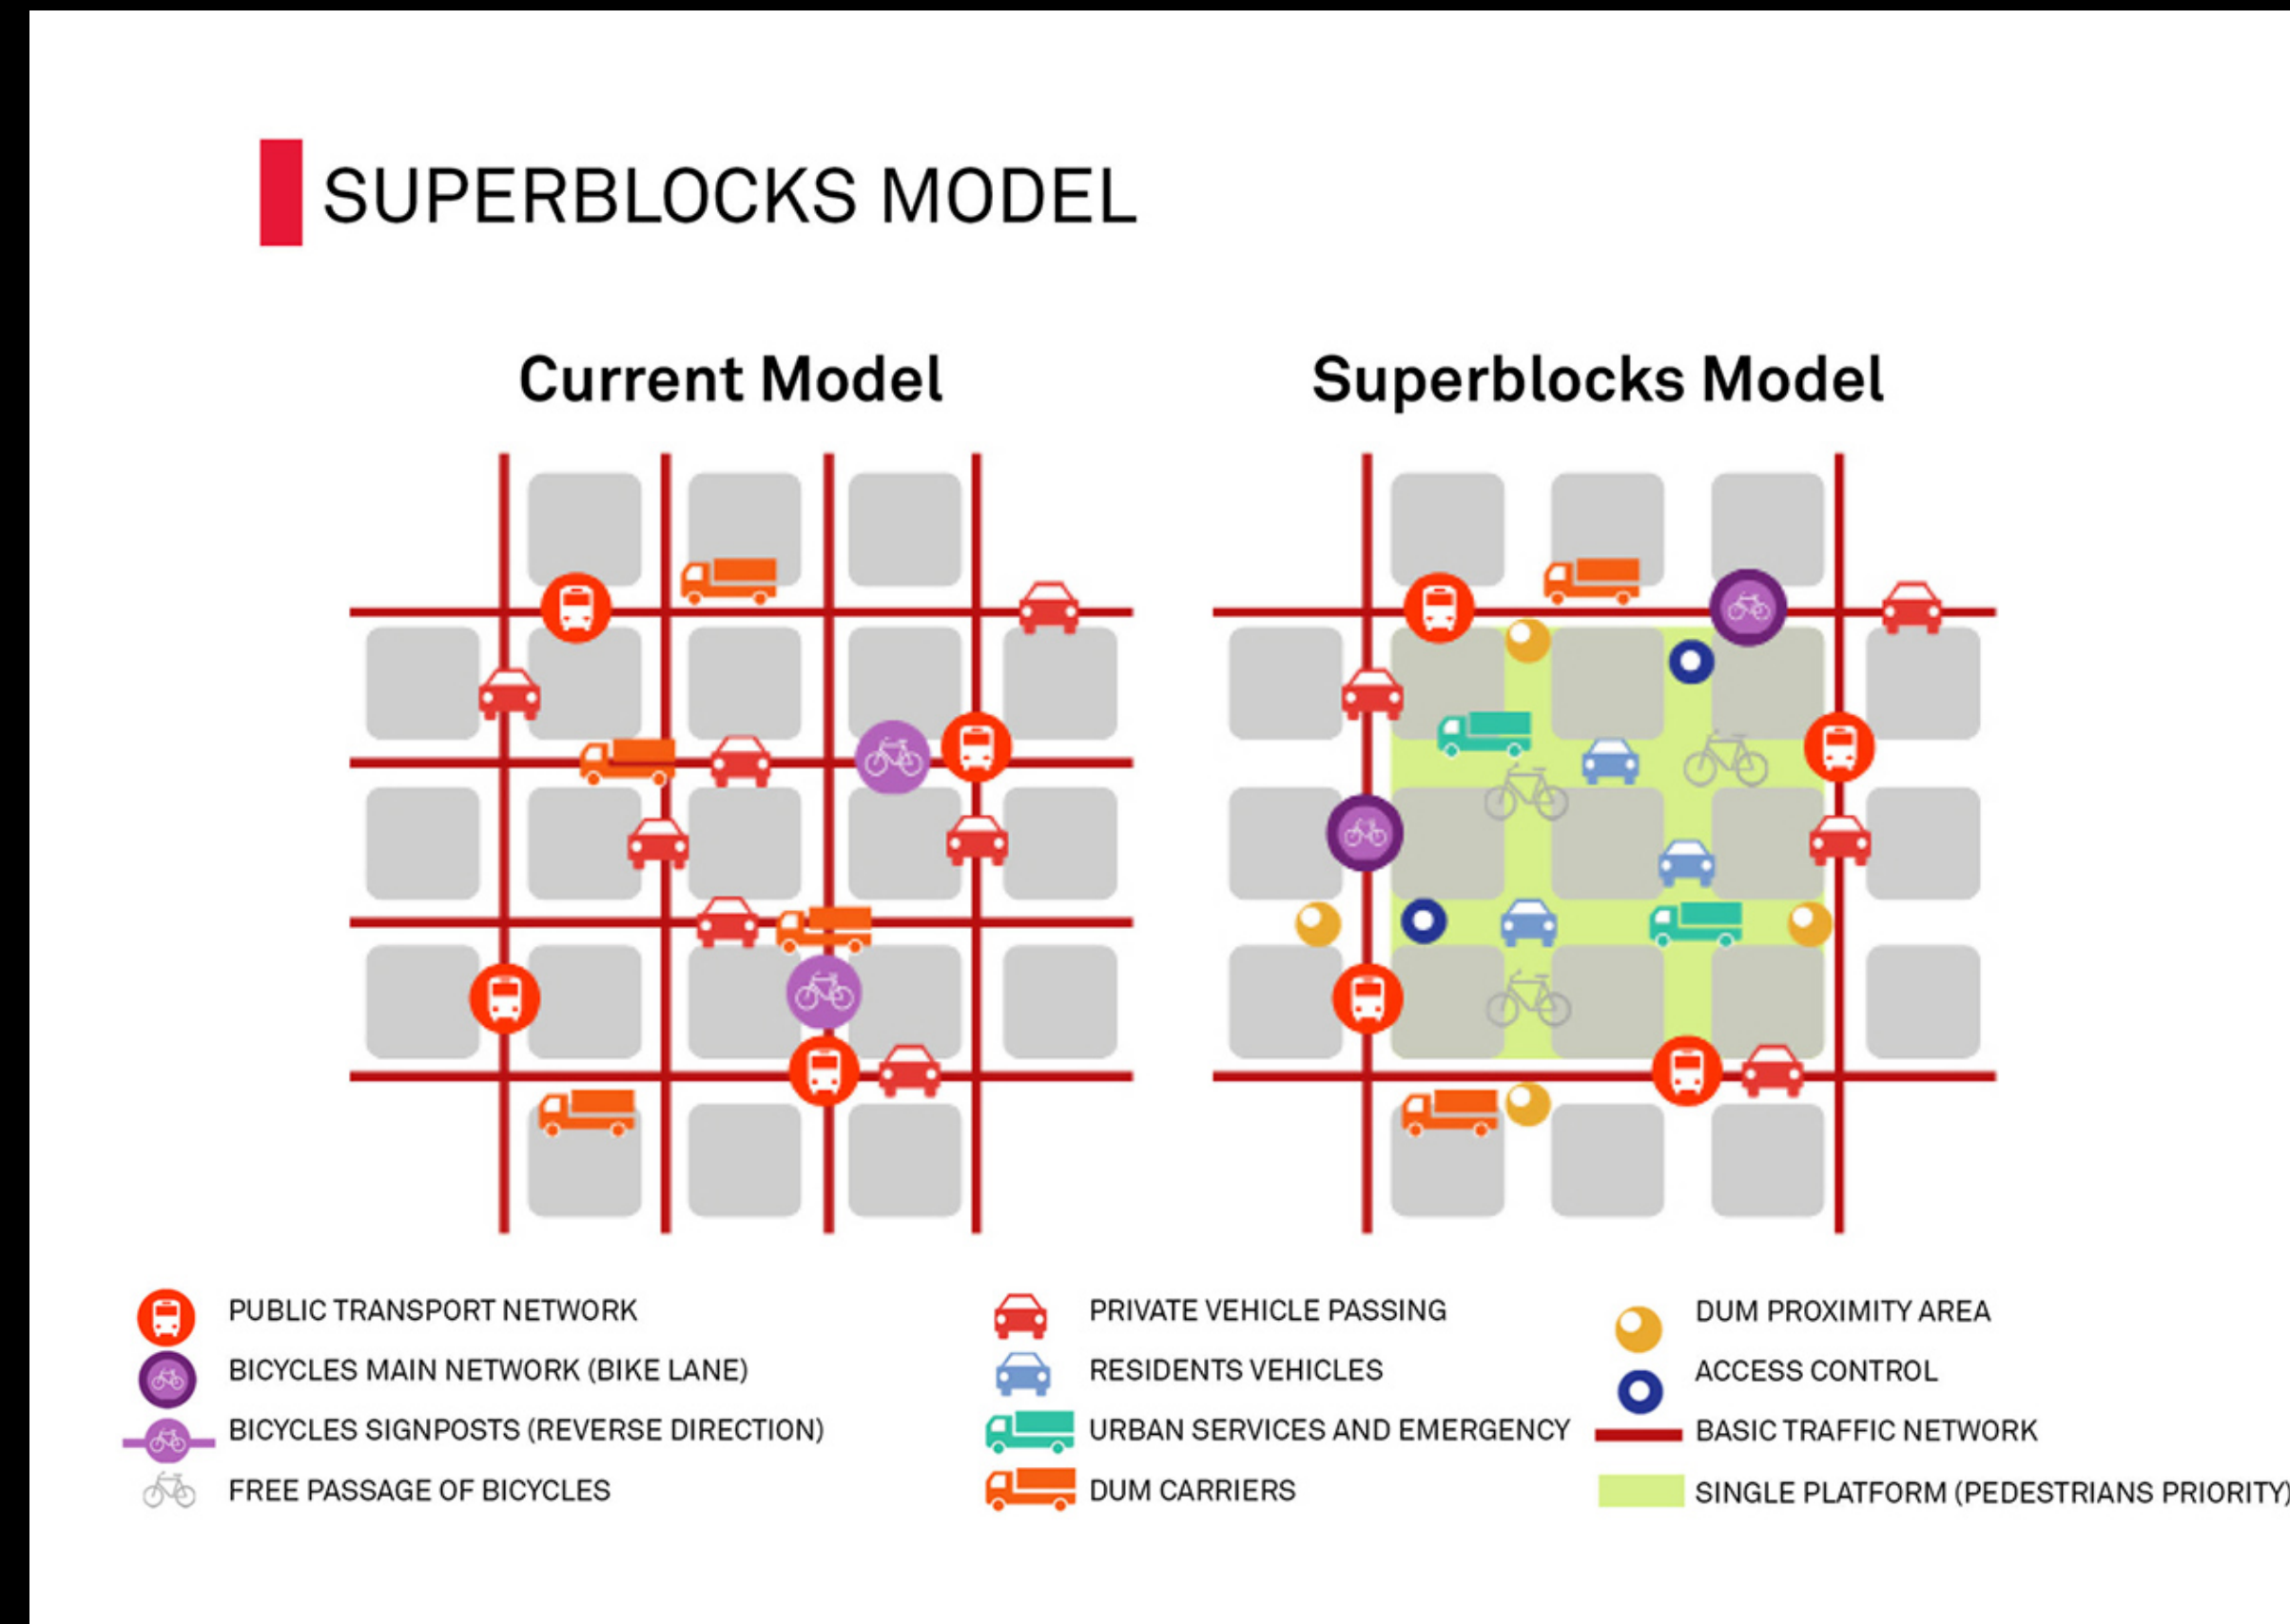 SUPERBLOCKS MODEL
Current Model
Superblocks Model
PUBLIC TRANSPORT NETWORK
BICYCLES MAIN NETWORK (BIKE LANE)
BICYCLES SIGNPOSTS (REVERSE DIRECTION)
FREE PASSAGE OF BICYCLES
PRIVATE VEHICLE PASSING
RESIDENTS VEHICLES
URBAN SERVICES AND EMERGENCY
DUM CARRIERS
DUM PROXIMITY AREA
ACCESS CONTROL
BASIC TRAFFIC NETWORK
SINGLE PLATFORM (PEDESTRIANS PRIORITY)